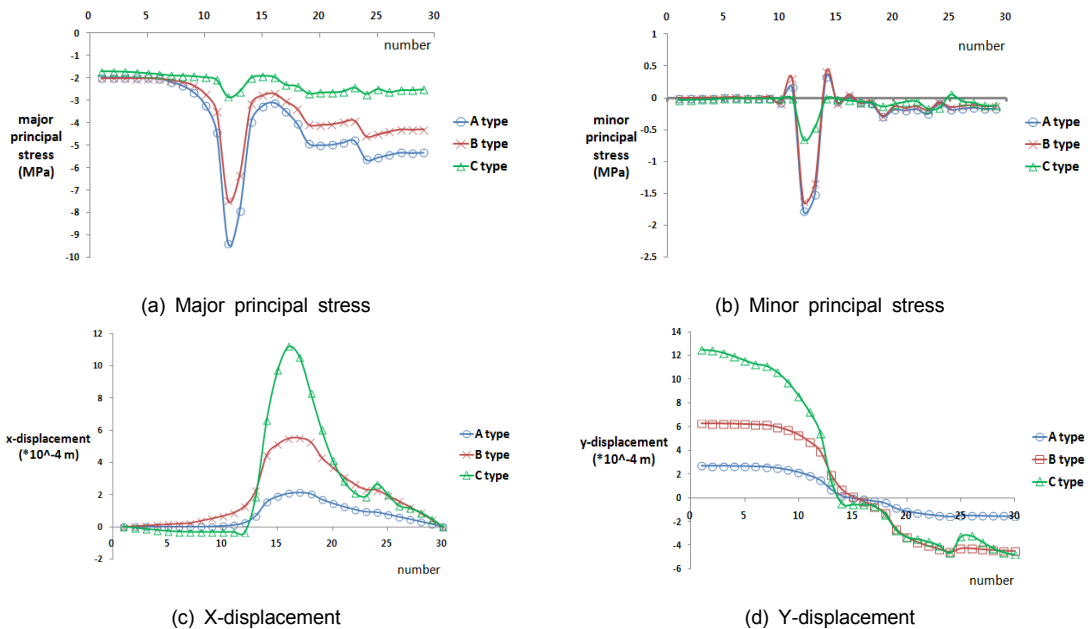 0 5 10 15 20 25 30
number
0
-1
-2
-3
-4
-5
-6
-7
-8
-9
-10
major
principal
stress
(MPa)
A type
B type
C type
(a) Major principal stress
0 5 10 15 20 25 30
number
1
0.5
0
-0.5
-1
-1.5
-2
-2.5
minor
principal
stress
(MPa)
A type
B type
C type
(b) Minor principal stress
12
10
8
6
4
2
0
-2
x-displacement
(*10^-4 m)
0 5 10 15 20 25 30
number
A type
B type
C type
(c) X-displacement
14
12
10
8
6
4
2
0
-2
-4
-6
y-displacement
(*10^-4 m)
0 5 10 15 20 25 30
number
A type
B type
C type
(d) Y-displacement